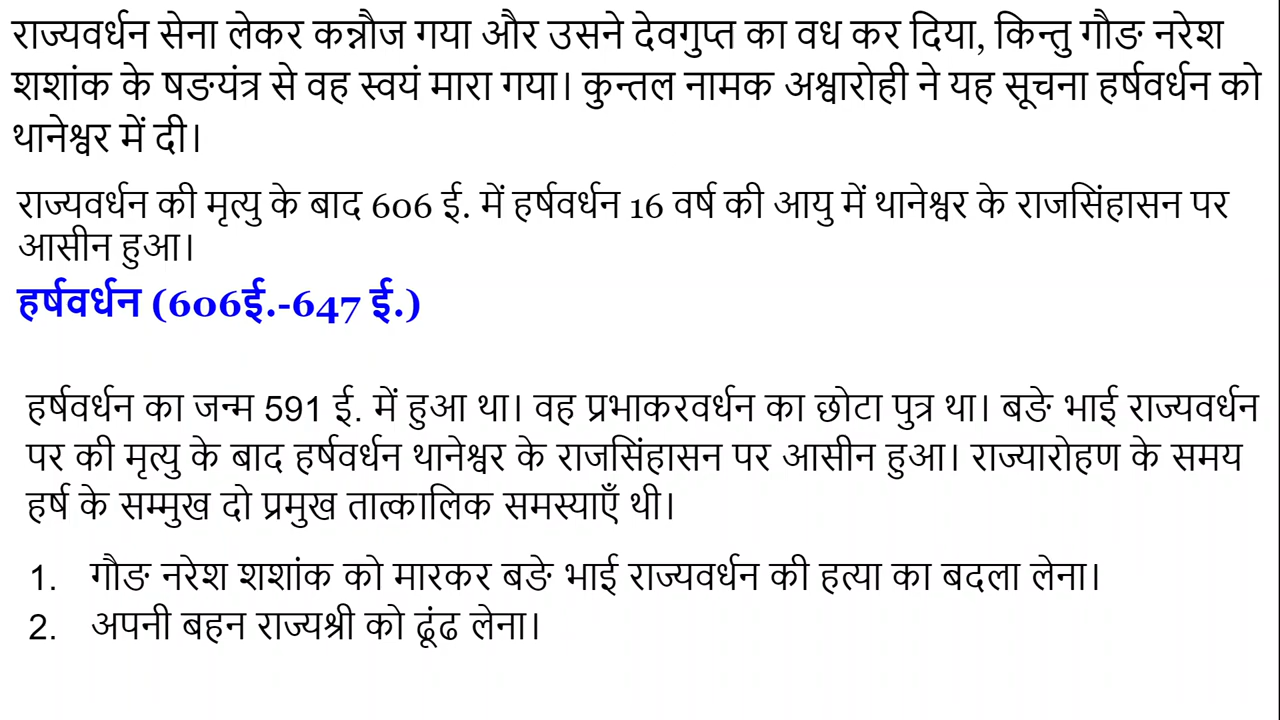 राज्यवर्धन सेना लेकर कन्नौज गया और उसने देवगुप्त का वध कर दिया, किन्तु गौङ नरेश
शशांक के षङयंत्र से वह स्वयं मारा गया। कुन्तल नामक अश्वारोही ने यह सूचना हर्षवर्धन को
थानेश्वर में दी।
राज्यवर्धन की मृत्यु के बाद 606 ई. में हर्षवर्धन 16 वर्ष की आयु में थानेश्वर के राजसिंहासन पर
आसीन हुआ।
हर्षवर्धन (606ई.-647 ई.)
हर्षवर्धन का जन्म 591 ई. में हुआ था। वह प्रभाकरवर्धन का छोटा पुत्र था। बङे भाई राज्यवर्धन
पर की मृत्यु के बाद हर्षवर्धन थानेश्वर के राजसिंहासन पर आसीन हुआ। राज्यारोहण के समय
हर्ष के सम्मुख दो प्रमुख तात्कालिक समस्याएँ थी।
1. गौङ नरेश शशांक को मारकर बङे भाई राज्यवर्धन की हत्या का बदला लेना।
2. अपनी बहन राज्यश्री को ढूंढ लेना।